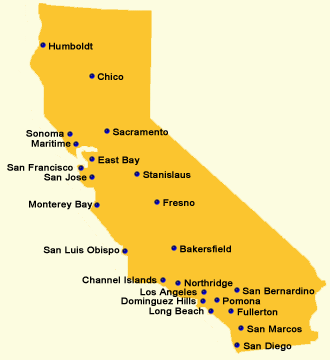 Humboldt
Chico
Sonoma
Sacramento
Maritime
East Bay
San Francisco
San Jose
Stanislaus
Monterey Bay
Fresno
San Luis Obispo
Bakersfield
Channel Islands
Northridge
Los Angeles
San Bernardino
Dominguez Hills
Pomona
Long Beach
Fullerton
San Marcos
San Diego